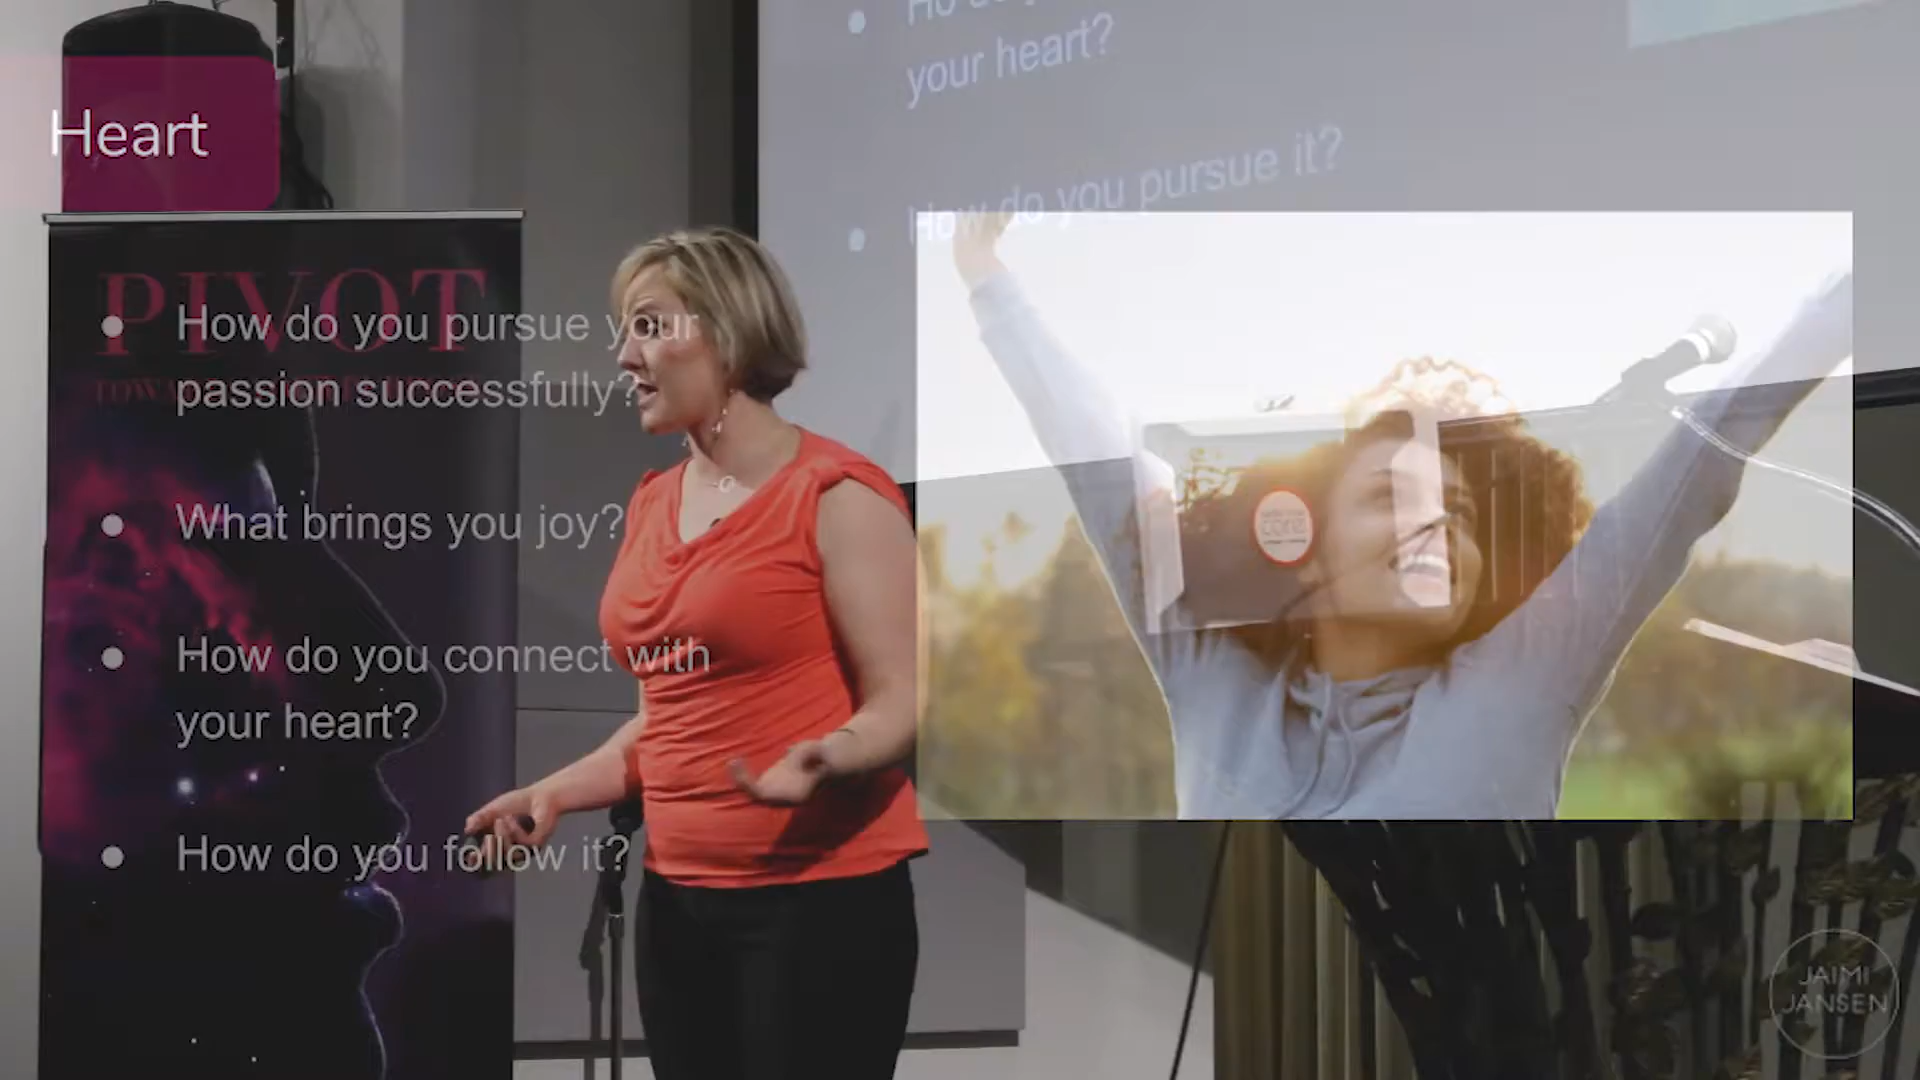 Heart
your heart?
How do you pursue it?
PIVOT
How do you pursue your
passion successfully?
What brings you joy?
How do you connect with
your heart?
How do you follow it?
core
JAIMI
JANSEN